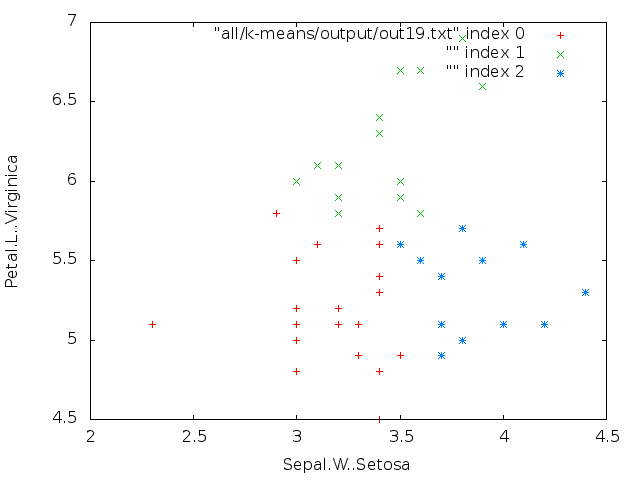 "all/k-means/output/out19.txt" index 0
"" index 1
"" index 2
7
6.5
6
5.5
5
4.5
2
2.5
3
3.5
4
4.5
Petal.L..Virginica
Sepal.W..Setosa